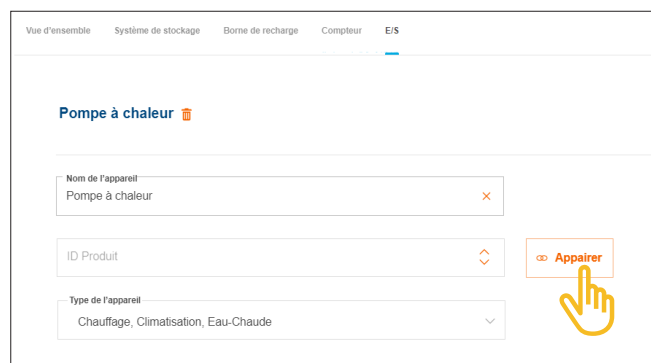 Vue d'ensemble Système de stockage Borne de recharge Compteur E/S
Pompe à chaleur
Nom de l'appareil
Pompe à chaleur
ID Produit
Appairer
Type de l'appareil
Chauffage, Climatisation, Eau-Chaude